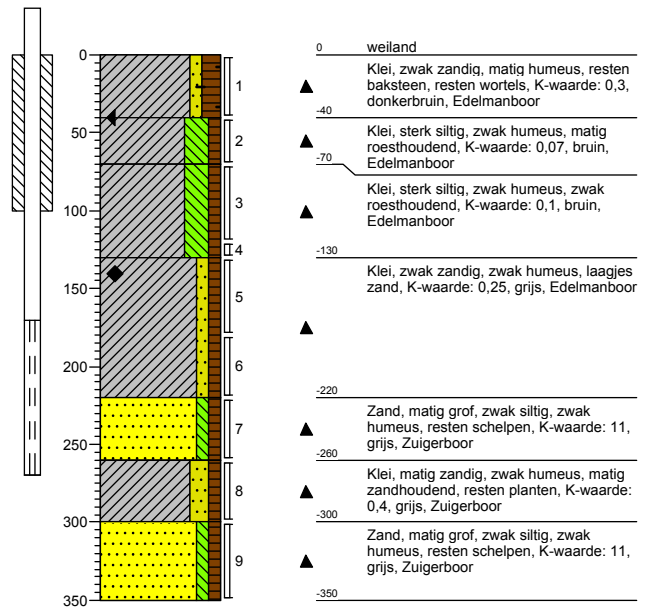 0
50
100
150
200
250
300
350
1
2
3
4
5
6
7
8
9
0 weiland
Klei, zwak zandig, matig humeus, resten
baksteen, resten wortels, K-waarde: 0,3,
donkerbruin, Edelmanboor
-40
Klei, sterk siltig, zwak humeus, matig
roesthoudend, K-waarde: 0,07, bruin,
Edelmanboor
-70
Klei, sterk siltig, zwak humeus, zwak
roesthoudend, K-waarde: 0,1, bruin,
Edelmanboor
-130
Klei, zwak zandig, zwak humeus, laagjes
zand, K-waarde: 0,25, grijs, Edelmanboor
-220
Zand, matig grof, zwak siltig, zwak
humeus, resten schelpen, K-waarde: 11,
grijs, Zuigerboor
-260
Klei, matig zandig, zwak humeus, matig
zandhoudend, resten planten, K-waarde:
0,4, grijs, Zuigerboor
-300
Zand, matig grof, zwak siltig, zwak
humeus, resten schelpen, K-waarde: 11,
grijs, Zuigerboor
-350